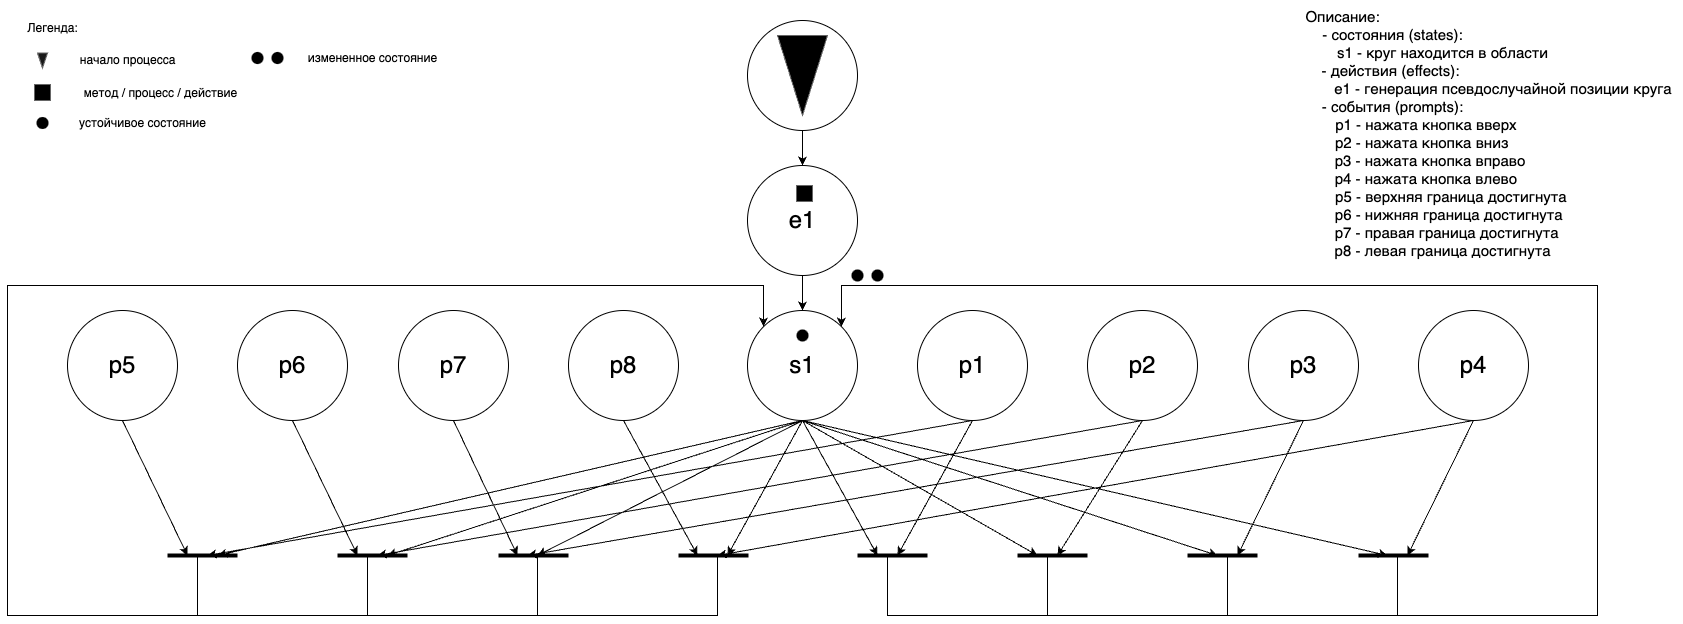 Легенда:
начало процесса
измененное состояние
метод / процесс / действие
устойчивое состояние
Описание:
- состояния (states):
s1 - круг находится в области
- действия (effects):
e1 - генерация псевдослучайной позиции круга
- события (prompts):
p1 - нажата кнопка вверх
p2 - нажата кнопка вниз
p3 - нажата кнопка вправо
p4 - нажата кнопка влево
p5 - верхняя граница достигнута
p6 - нижняя граница достигнута
p7 - правая граница достигнута
p8 - левая граница достигнута
e1
p5
p6
p7
p8
s1
p1
p2
p3
p4